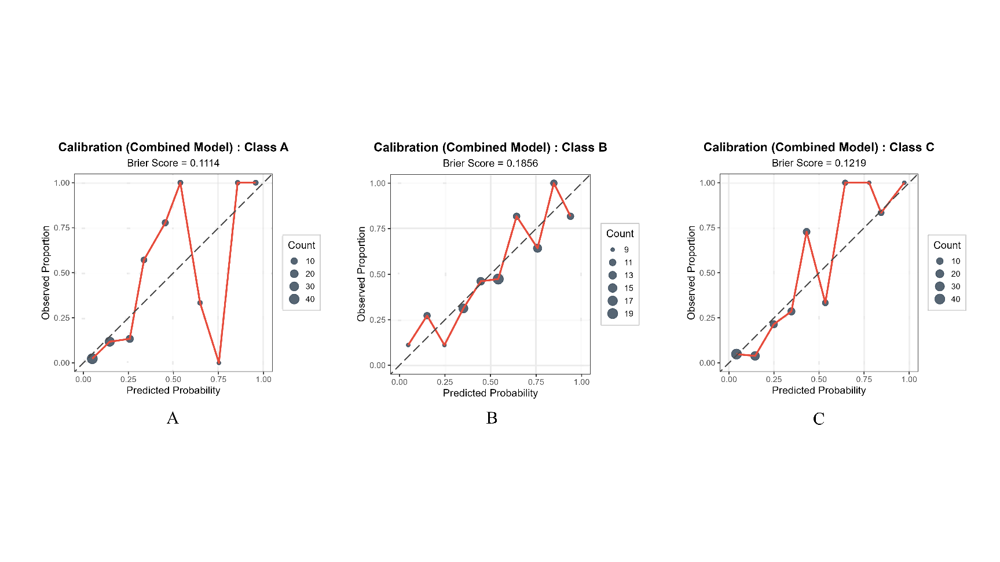 Calibration (Combined Model) : Class A
Brier Score = 0.1114
Observed Proportion
1.00
0.75
0.50
0.25
0.00
0.00 0.25 0.50 0.75 1.00
Predicted Probability
Count
10
20
30
40
A
Calibration (Combined Model) : Class B
Brier Score = 0.1856
Observed Proportion
1.00
0.75
0.50
0.25
0.00
0.00 0.25 0.50 0.75 1.00
Predicted Probability
Count
9
11
13
15
17
19
B
Calibration (Combined Model) : Class C
Brier Score = 0.1219
Observed Proportion
1.00
0.75
0.50
0.25
0.00
0.00 0.25 0.50 0.75 1.00
Predicted Probability
Count
10
20
30
40
C